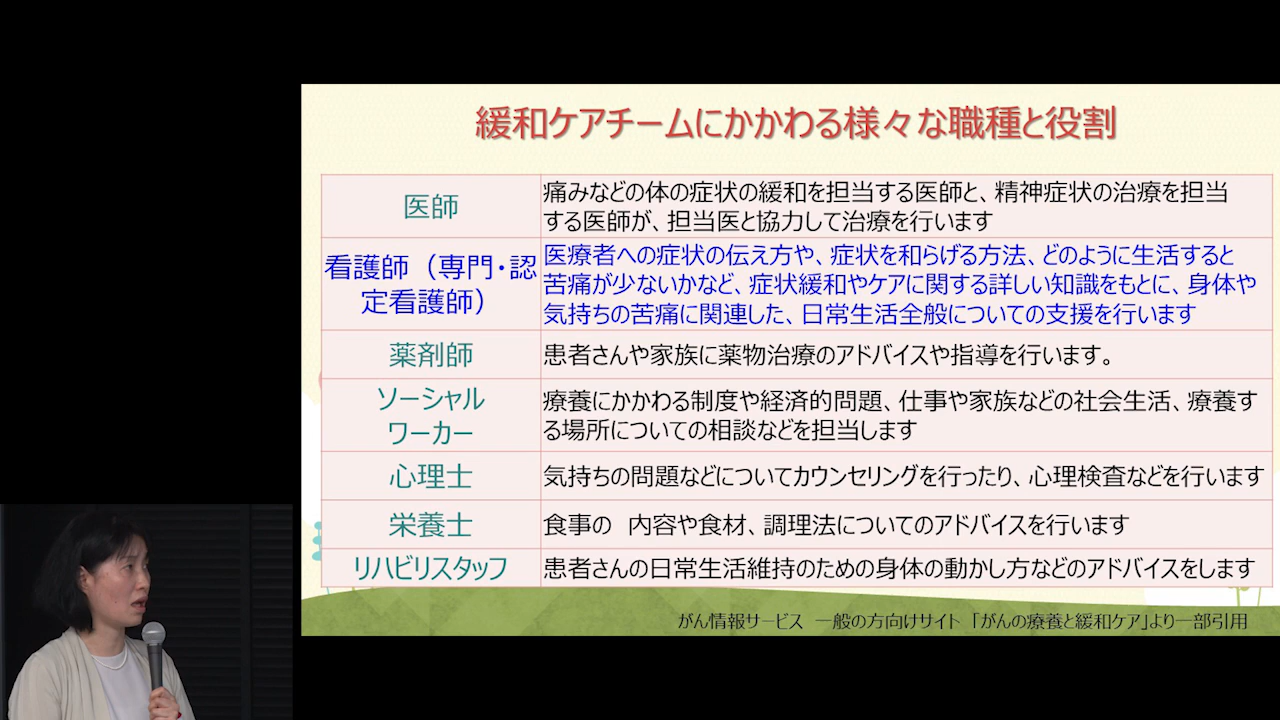 緩和ケアチームにかかわる様々な職種と役割
医師
痛みなどの体の症状の緩和を担当する医師と、精神症状の治療を担当
する医師が、担当医と協力して治療を行います
看護師（専門・認
定看護師）
医療者への症状の伝え方や、症状を和らげる方法、どのように生活すると
苦痛が少ないかなど、症状緩和やケアに関する詳しい知識をもとに、身体や
気持ちの苦痛に関連した、日常生活全般についての支援を行います
薬剤師
患者さんや家族に薬物治療のアドバイスや指導を行います。
ソーシャル
ワーカー
療養にかかわる制度や経済的問題、仕事や家族などの社会生活、療養す
る場所についての相談などを担当します
心理士
気持ちの問題などについてカウンセリングを行ったり、心理検査などを行います
栄養士
食事の　内容や食材、調理法についてのアドバイスを行います
リハビリスタッフ
患者さんの日常生活維持のための身体の動かし方などのアドバイスをします
がん情報サービス　一般の方向けサイト「がんの療養と緩和ケア」より一部引用